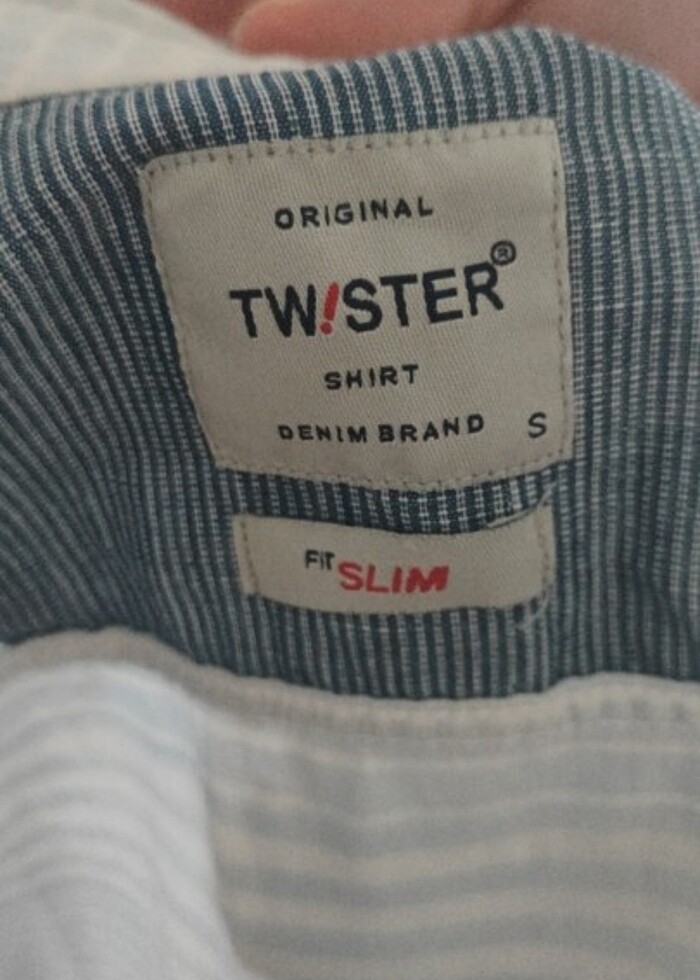 ORIGINAL
TW!STER®
SHIRT
DENIM BRAND S
FIT SLIM